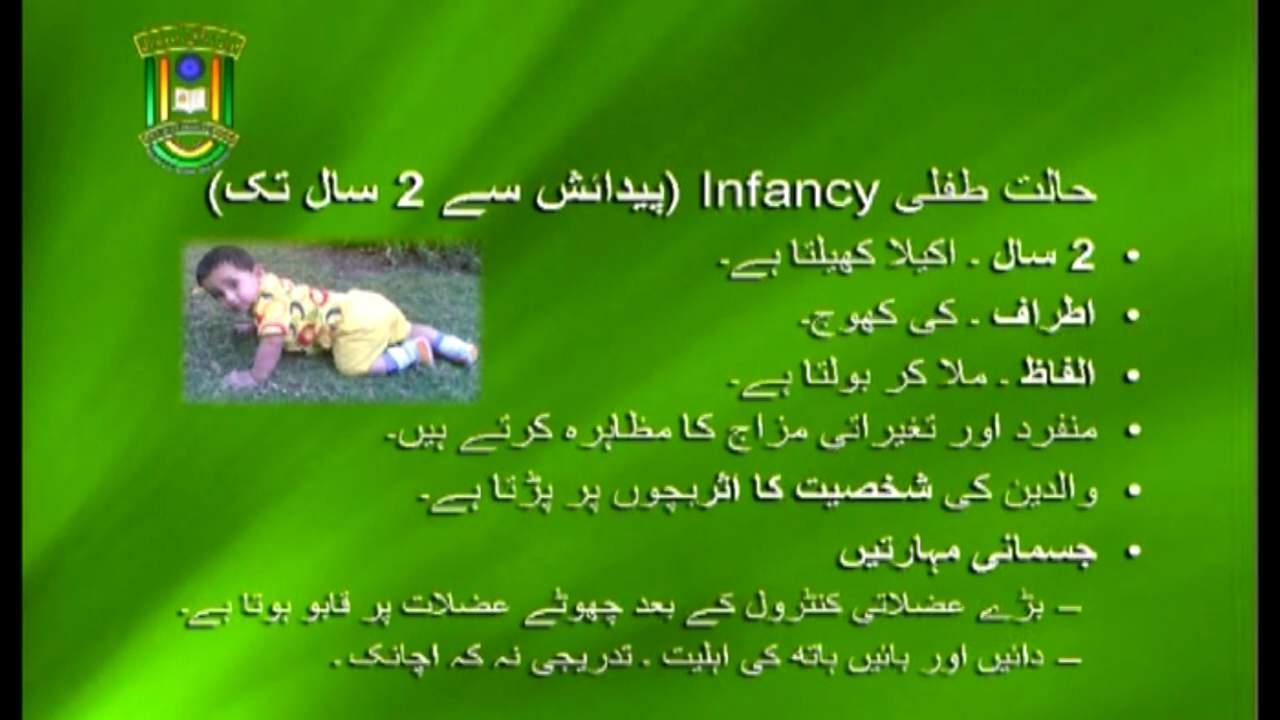 حالت طفلی Infancy (پیدائش سے 2 سال تک)
• 2 سال ۔ اکیلا کھیلتا ہے۔
• اطراف ۔ کی کھوج۔
• الفاظ ۔ ملا کر بولتا ہے۔
• منفرد اور تغیراتی مزاج کا مظاہرہ کرتے ہیں۔
• والدین کی شخصیت کا اثربچوں پر پڑتا ہے۔
• جسمانی مہارتیں
– بڑے عضلاتی کنٹرول کے بعد چھوٹے عضلات پر قابو ہوتا ہے۔
– دائیں اور بائیں ہاتھ کی اہلیت ۔ تدریجی نہ کہ اچانک ۔